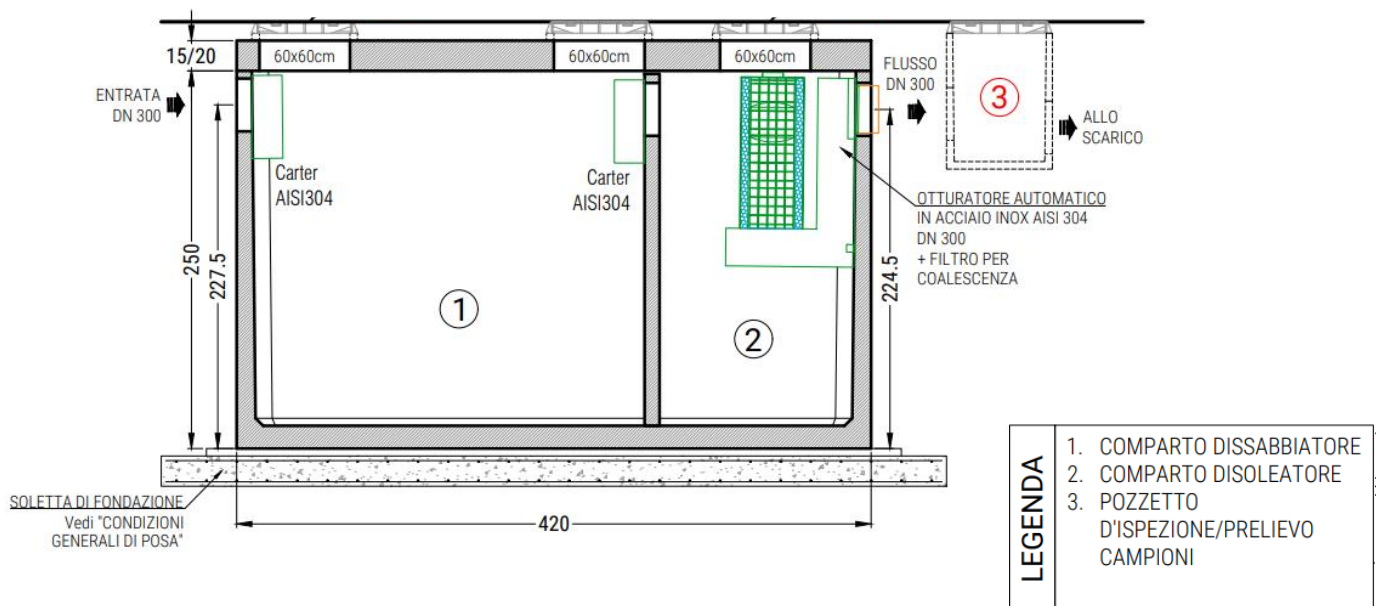 15/20
60x60cm
60x60cm
60x60cm
FLUSSO
DN 300
3
ENTRATA
DN 300
ALLO
SCARICO
Carter
AISI304
Carter
AISI304
OTTURATORE AUTOMATICO
IN ACCIAIO INOX AISI 304
DN 300
+ FILTRO PER
COALESCENZA
250
227.5
224.5
1
2
SOLETTA DI FONDAZIONE
Vedi "CONDIZIONI
GENERALI DI POSA"
420
LEGENDA
1. COMPARTO DISSABBIATORE
2. COMPARTO DISOLEATORE
3. POZZETTO
D'ISPEZIONE/PRELIEVO
CAMPIONI